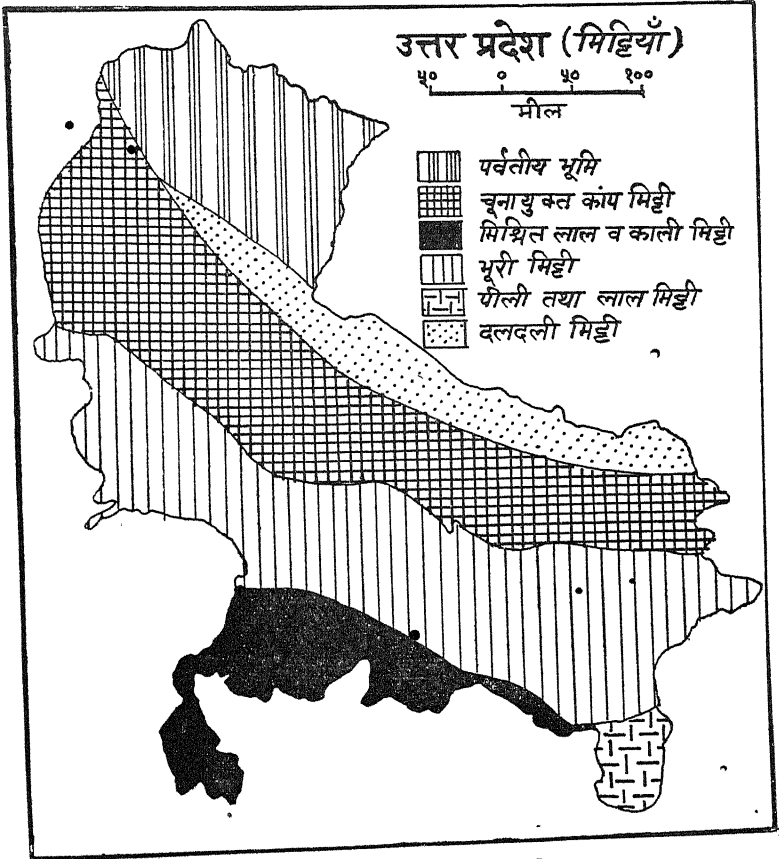 उत्तर प्रदेश (मिट्टियाँ)
५० ० ५० १००
मील
पर्वतीय भूमि
चूनायुक्त कांप मिट्टी
मिश्रित लाल व काली मिट्टी
भूरी मिट्टी
पीली तथा लाल मिट्टी
दलदली मिट्टी